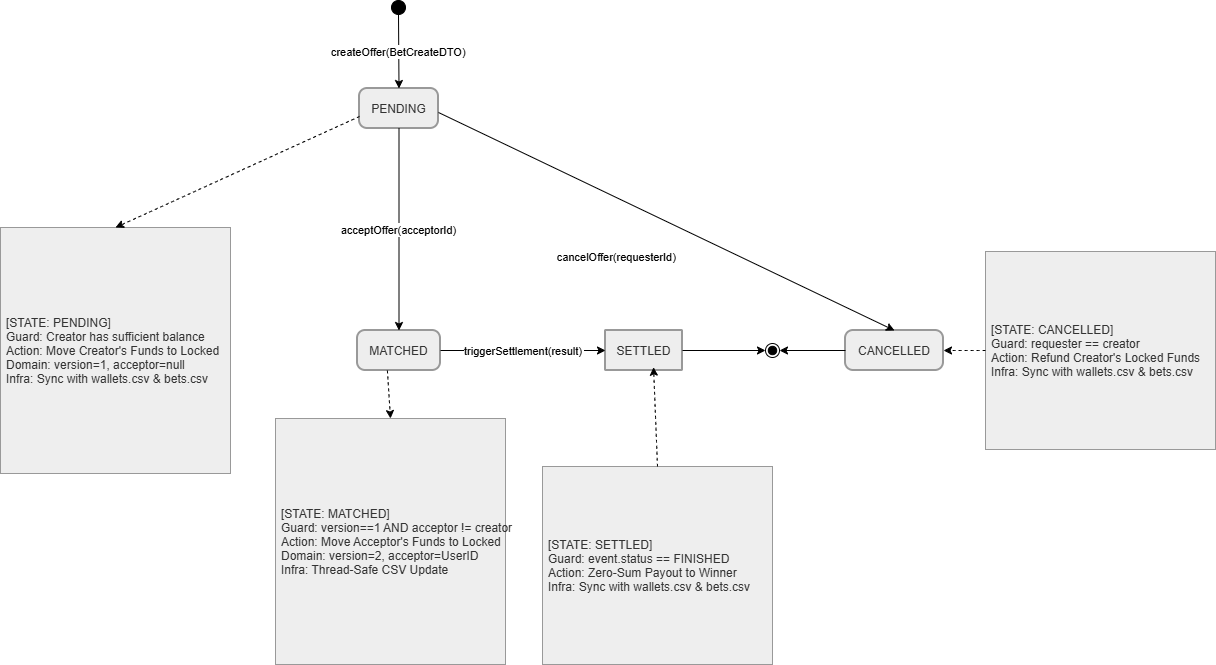 createOffer(BetCreateDTO)
PENDING
acceptOffer(acceptorId)
cancelOffer(requesterId)
[STATE: PENDING]
Guard: Creator has sufficient balance
Action: Move Creator's Funds to Locked
Domain: version=1, acceptor=null
Infra: Sync with wallets.csv & bets.csv
MATCHED
triggerSettlement(result)
SETTLED
CANCELLED
[STATE: CANCELLED]
Guard: requester == creator
Action: Refund Creator's Locked Funds
Infra: Sync with wallets.csv & bets.csv
[STATE: MATCHED]
Guard: version==1 AND acceptor != creator
Action: Move Acceptor's Funds to Locked
Domain: version=2, acceptor=UserID
Infra: Thread-Safe CSV Update
[STATE: SETTLED]
Guard: event.status == FINISHED
Action: Zero-Sum Payout to Winner
Infra: Sync with wallets.csv & bets.csv